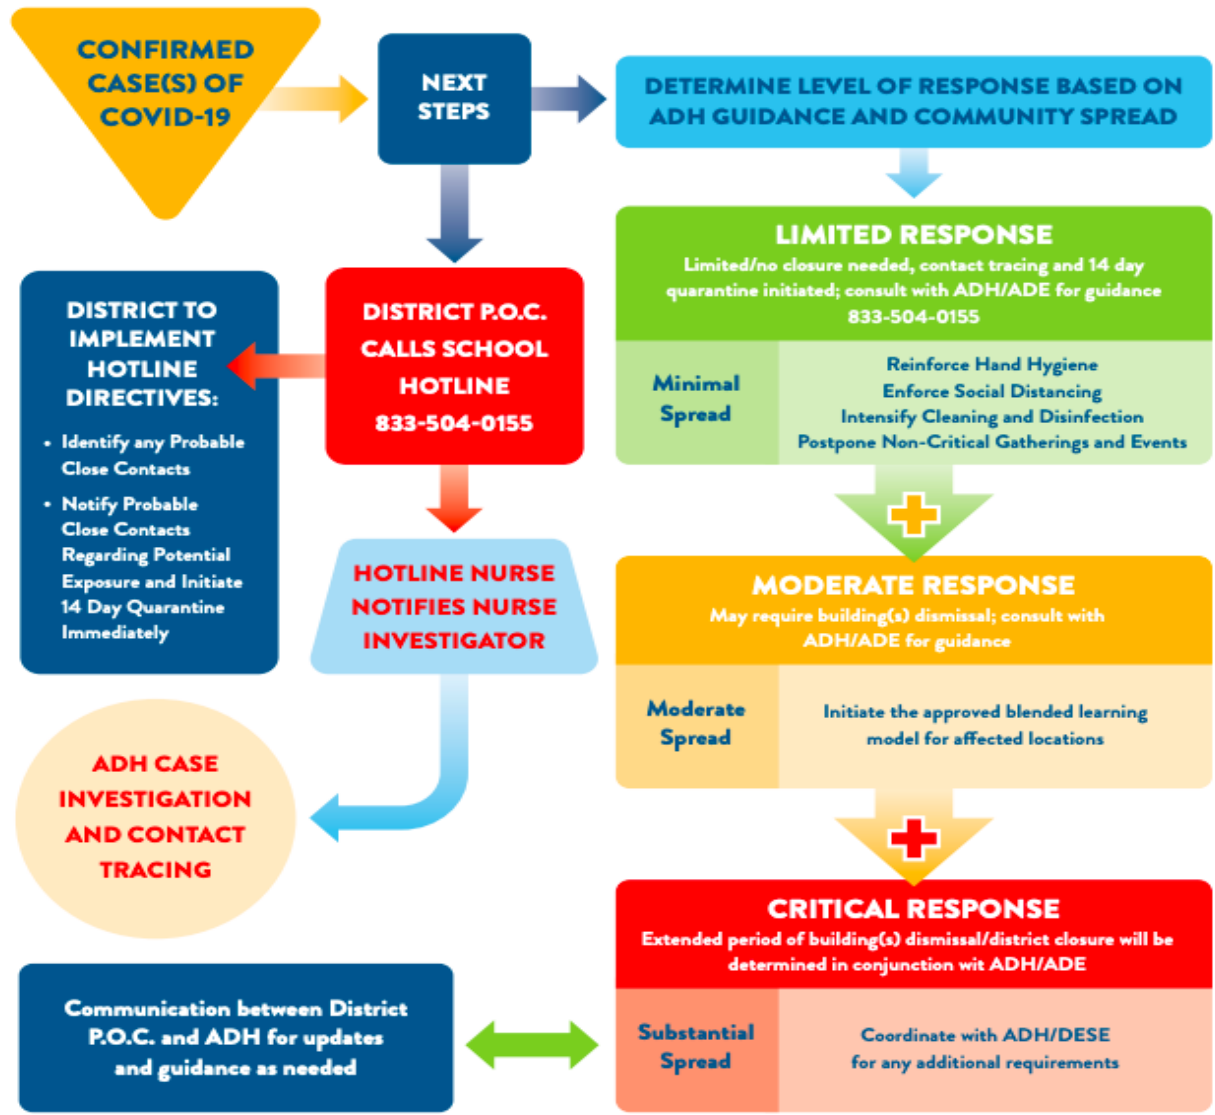 CONFIRMED
CASE(S) OF
COVID-19
NEXT
STEPS
DETERMINE LEVEL OF RESPONSE BASED ON
ADH GUIDANCE AND COMMUNITY SPREAD
LIMITED RESPONSE
Limited/no closure needed, contact tracing and 14 day
quarantine initiated; consult with ADH/ADE for guidance
833-504-0155
Minimal
Spread
Reinforce Hand Hygiene
Enforce Social Distancing
Intensify Cleaning and Disinfection
Postpone Non-Critical Gatherings and Events
DISTRICT P.O.C.
CALLS SCHOOL
HOTLINE
833-504-0155
DISTRICT TO
IMPLEMENT
HOTLINE
DIRECTIVES:
• Identify any Probable
Close Contacts
• Notify Probable
Close Contacts
Regarding Potential
Exposure and Initiate
14 Day Quarantine
Immediately
HOTLINE NURSE
NOTIFIES NURSE
INVESTIGATOR
MODERATE RESPONSE
May require building(s) dismissal; consult with
ADH/ADE for guidance
Moderate
Spread
Initiate the approved blended learning
model for affected locations
ADH CASE
INVESTIGATION
AND CONTACT
TRACING
CRITICAL RESPONSE
Extended period of building(s) dismissal/district closure will be
determined in conjunction wit ADH/ADE
Substantial
Spread
Coordinate with ADH/DESE
for any additional requirements
Communication between District
P.O.C. and ADH for updates
and guidance as needed